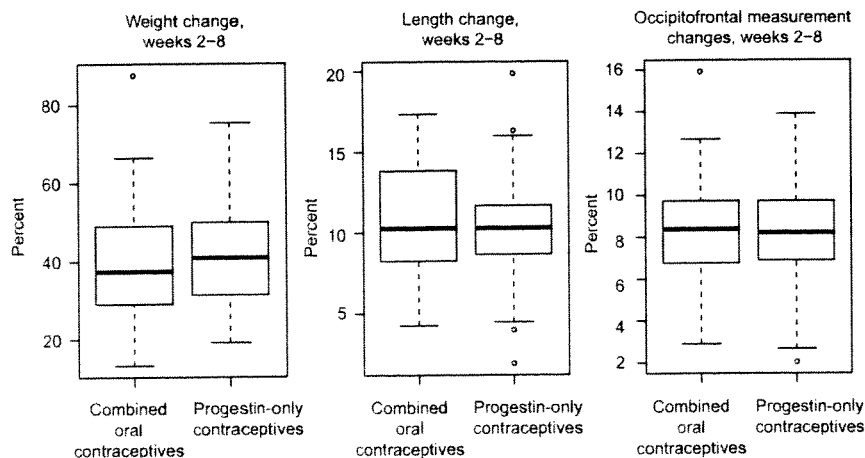 Weight change,
weeks 2–8
Length change,
weeks 2–8
Occipitofrontal measurement
changes, weeks 2–8
Percent
80
60
40
20
Combined
oral
contraceptives
Progestin-only
contraceptives
Percent
20
15
10
5
Combined
oral
contraceptives
Progestin-only
contraceptives
Percent
16
14
12
10
8
6
4
2
Combined
oral
contraceptives
Progestin-only
contraceptives